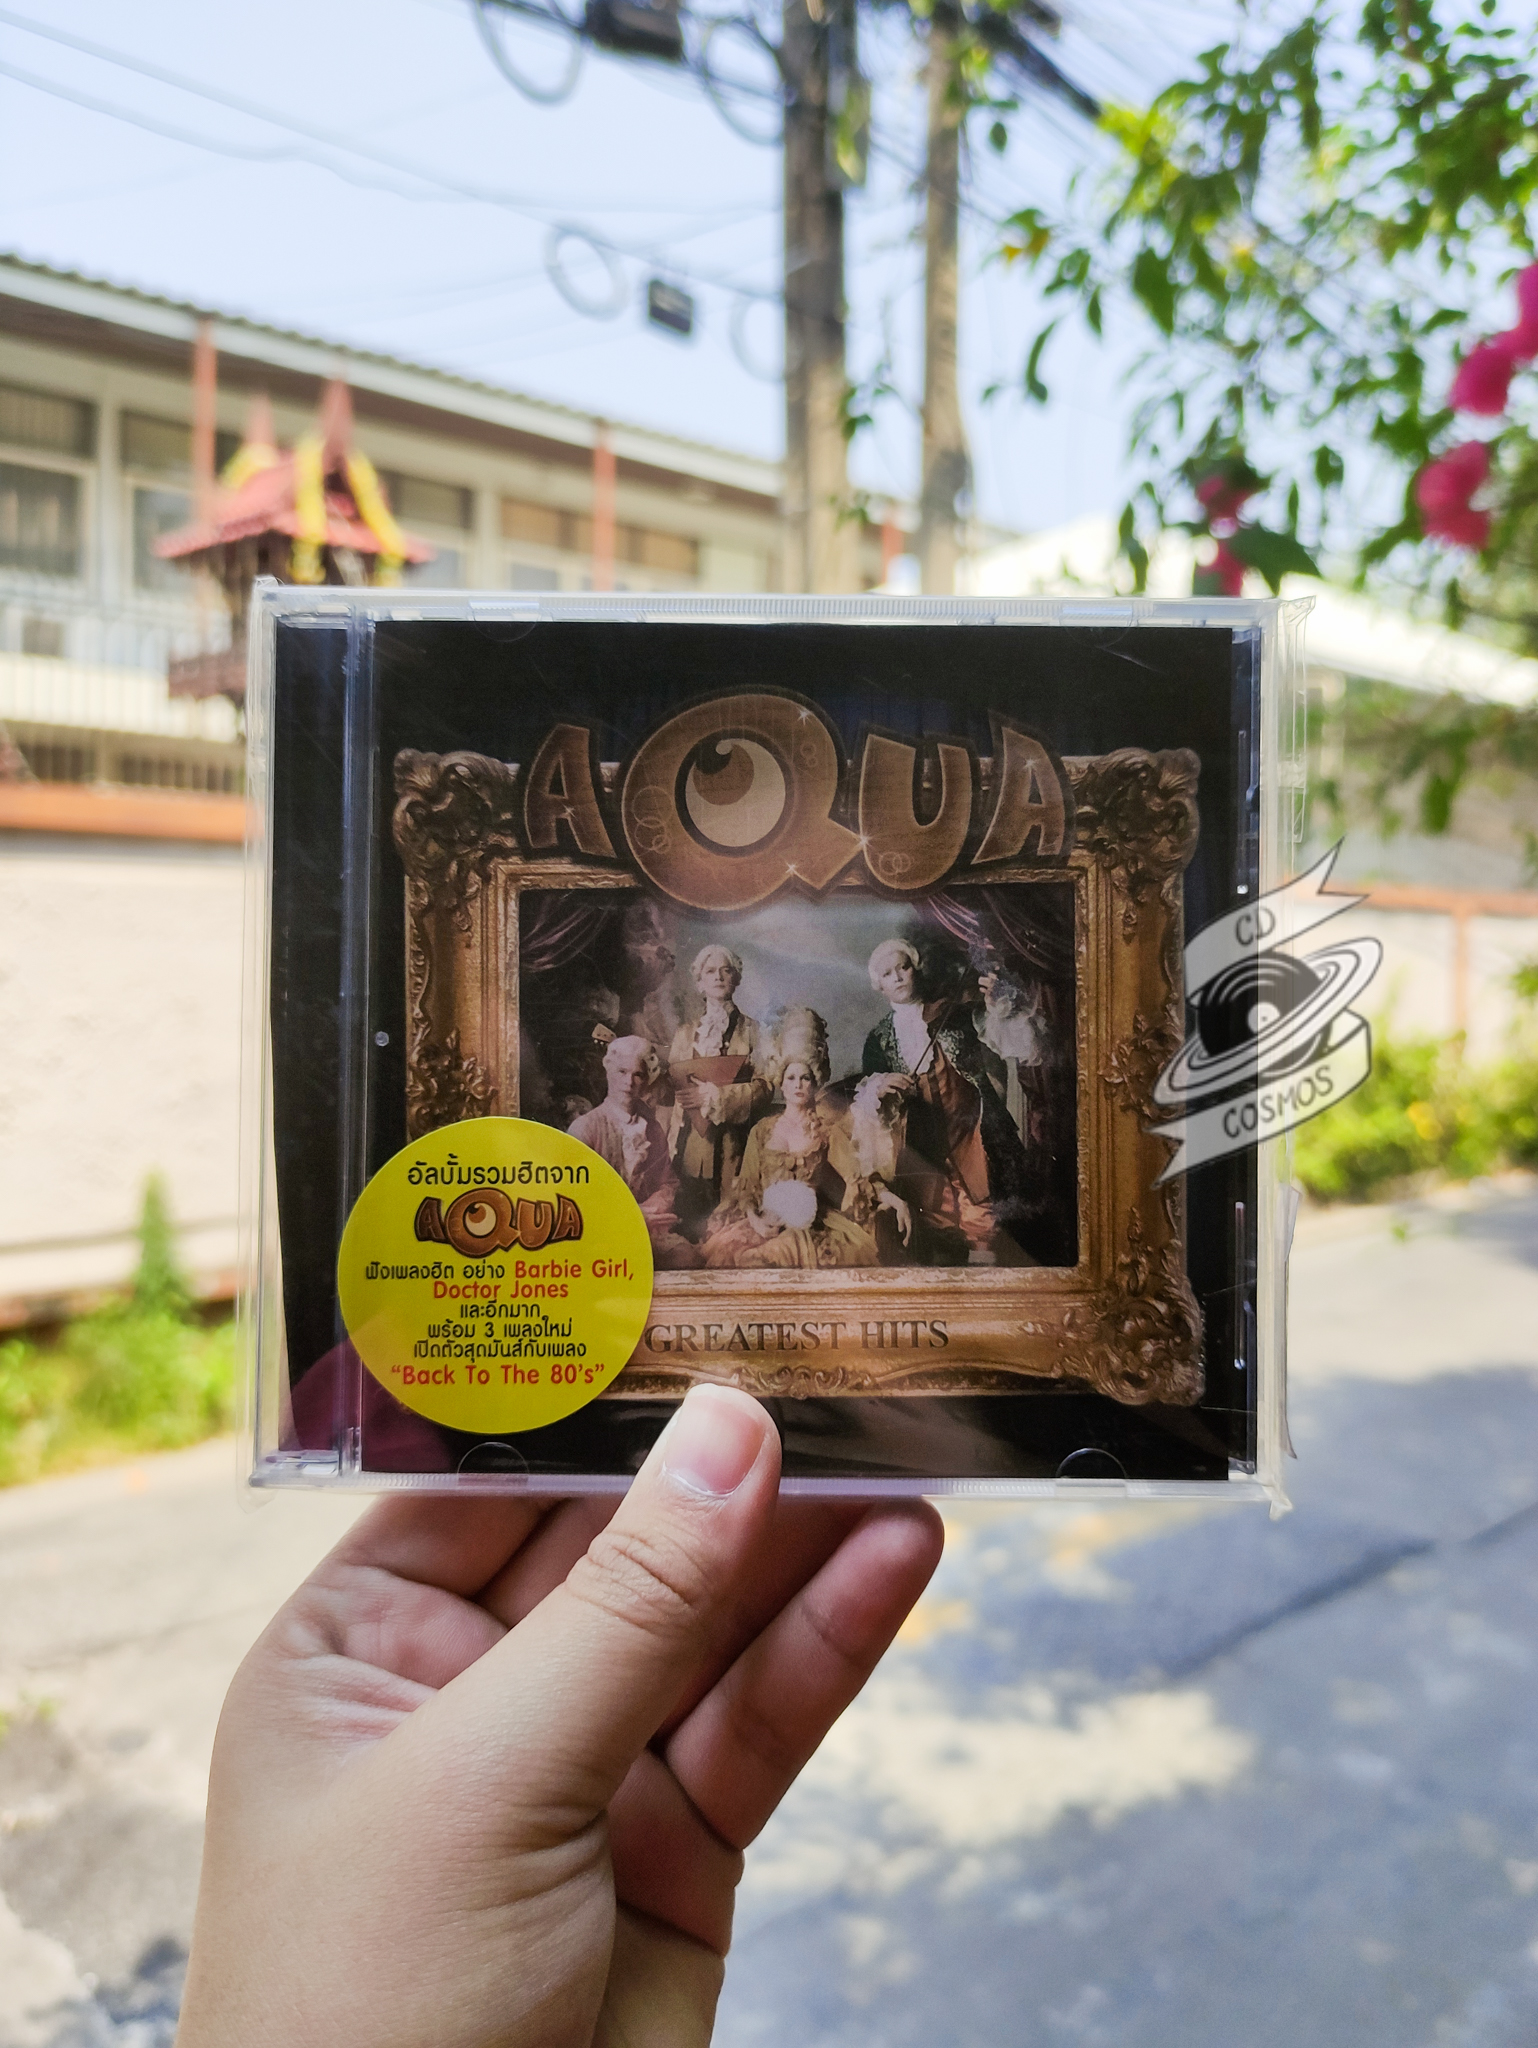 AQUA
CD
COSMOS
อัลบั้มรวมฮิตจาก
AQUA
ฟังเพลงฮิต อย่าง Barbie Girl,
Doctor Jones
และอีกมาก
พร้อม 3 เพลงใหม่
เปิดตัวสุดมันส์กับเพลง
"Back To The 80's"
GREATEST HITS